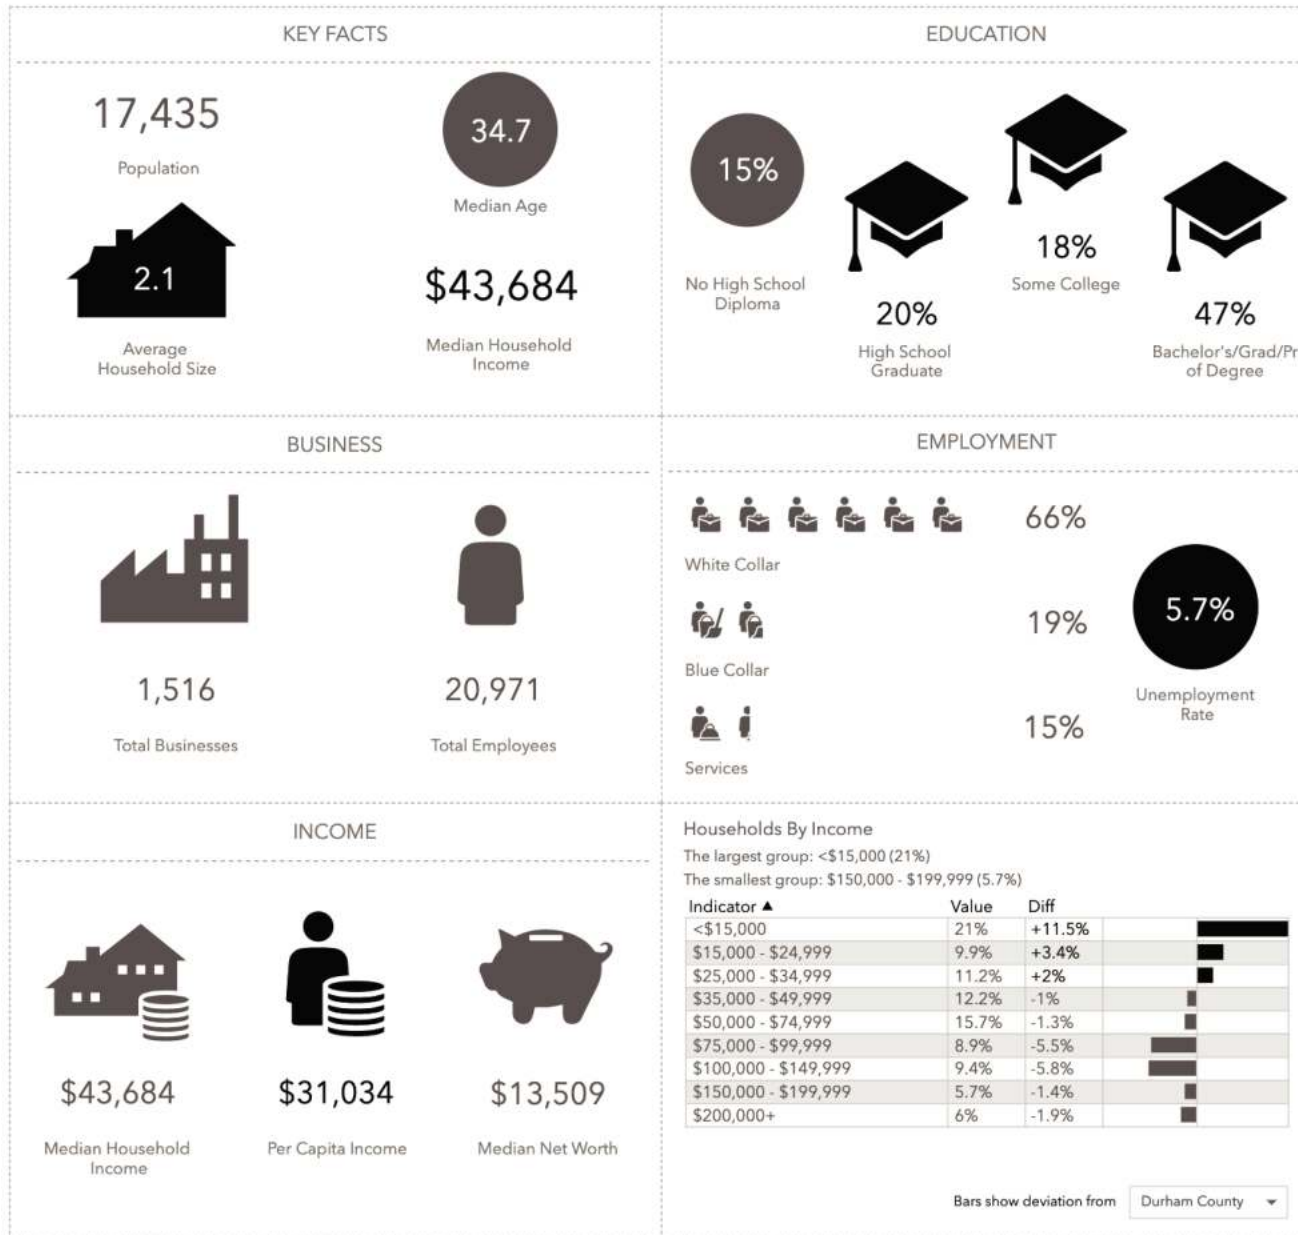 KEY FACTS
17,435
Population
34.7
Median Age
2.1
Average
Household Size
$43,684
Median Household
Income
EDUCATION
15%
No High School
Diploma
20%
High School
Graduate
18%
Some College
47%
Bachelor's/Grad/Pr
of Degree
BUSINESS
1,516
Total Businesses
20,971
Total Employees
EMPLOYMENT
66%
White Collar
19%
Blue Collar
15%
Services
5.7%
Unemployment
Rate
INCOME
$43,684
Median Household
Income
$31,034
Per Capita Income
$13,509
Median Net Worth
Households By Income
The largest group: <$15,000 (21%)
The smallest group: $150,000 - $199,999 (5.7%)
Indicator ▲ Value Diff
<$15,000 21% +11.5%
$15,000 - $24,999 9.9% +3.4%
$25,000 - $34,999 11.2% +2%
$35,000 - $49,999 12.2% -1%
$50,000 - $74,999 15.7% -1.3%
$75,000 - $99,999 8.9% -5.5%
$100,000 - $149,999 9.4% -5.8%
$150,000 - $199,999 5.7% -1.4%
$200,000+ 6% -1.9%
Bars show deviation from Durham County